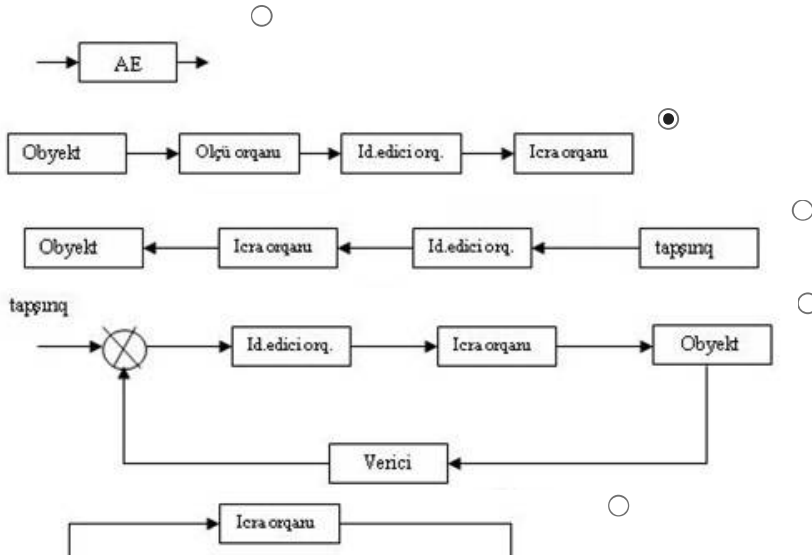 AE
Obyekt Olçü orqanı Id.edici orq. Icra orqanı
Obyekt Icra orqanı Id.edici orq. tapşırıq
tapşırıq
Id.edici orq. Icra orqanı Obyekt
Verici
Icra orqanı